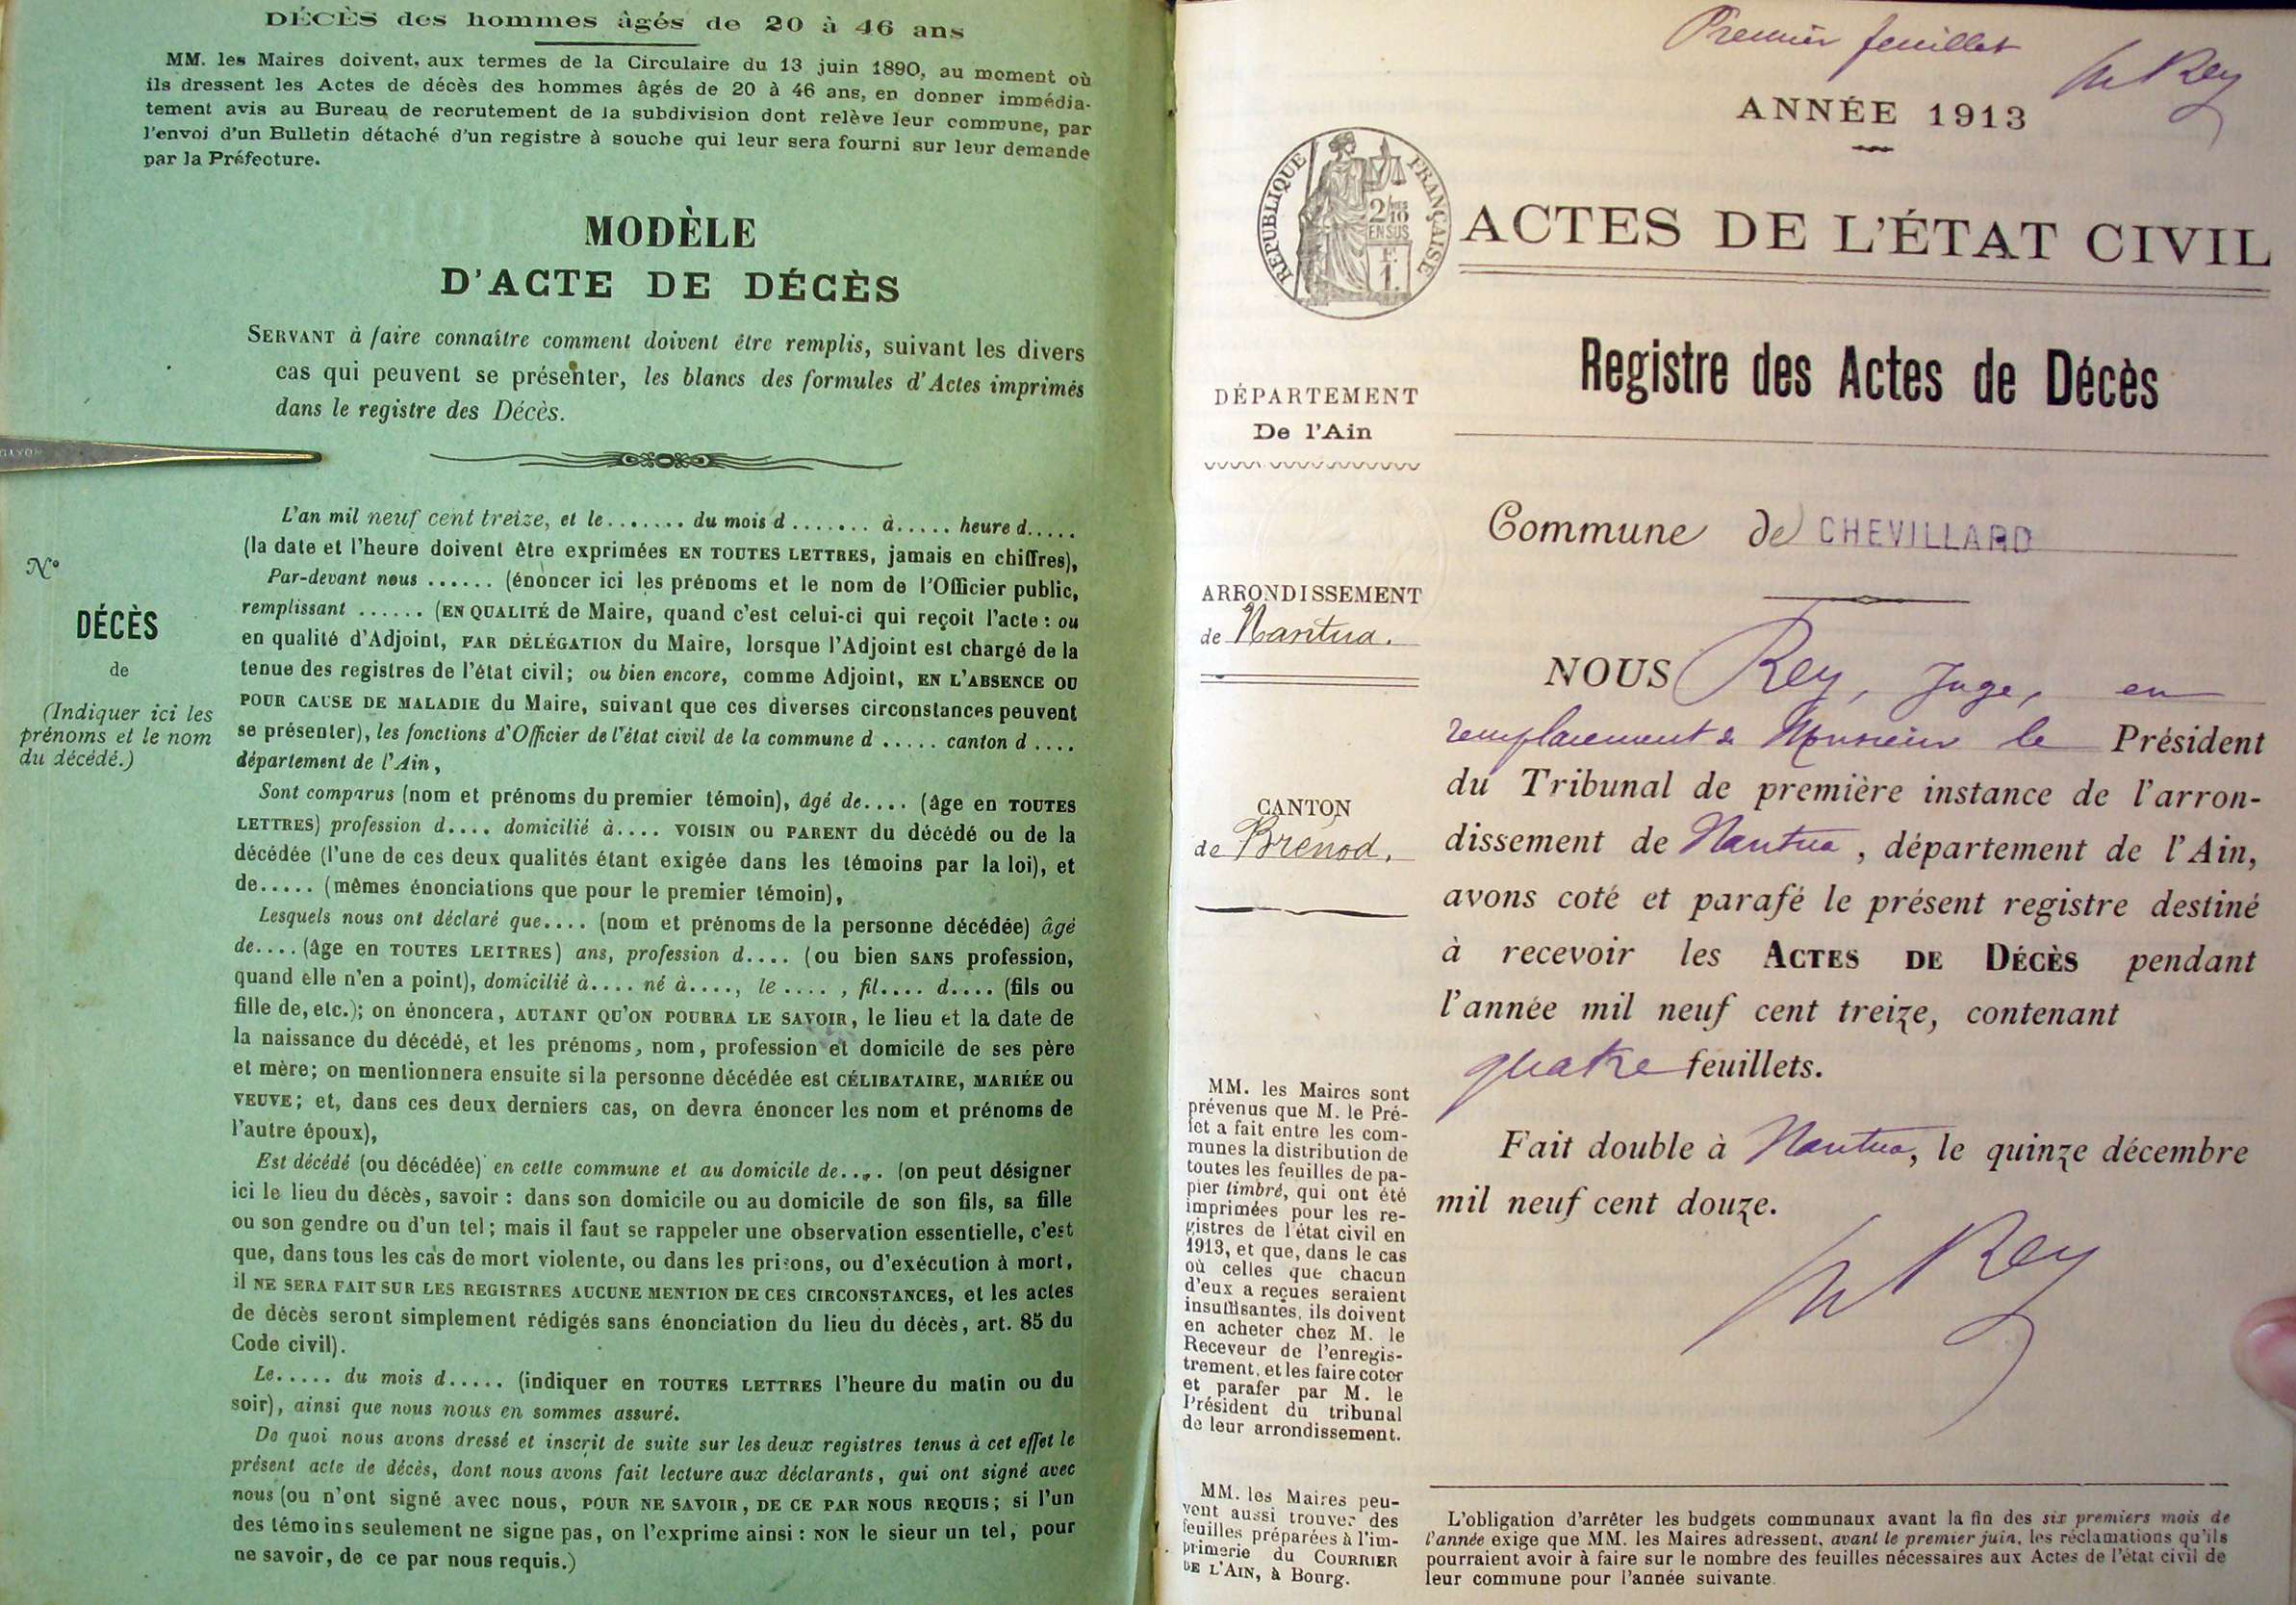 DÉCÈS des hommes âgés de 20 à 46 ans
MM. les Maires doivent, aux termes de la Circulaire du 13 juin 1890, au moment où
ils dressent les Actes de décès des hommes âgés de 20 à 46 ans, en donner immédia-
tement avis au Bureau de recrutement de la subdivision dont relève leur commune, par
l'envoi d'un Bulletin détaché d'un registre à souche qui leur sera fourni sur leur demande
par la Préfecture.
MODÈLE
D'ACTE DE DÉCÈS
SERVANT à faire connaître comment doivent être remplis, suivant les divers
cas qui peuvent se présenter, les blancs des formules d'Actes imprimés
dans le registre des Décès.
N°
DÉCÈS
de
(Indiquer ici les
prénoms et le nom
du décédé.)
L'an mil neuf cent treize, et le....... du mois d....... à..... heure d.....
(la date et l'heure doivent être exprimées EN TOUTES LETTRES, jamais en chiffres),
Par-devant nous ...... (énoncer ici les prénoms et le nom de l'Officier public,
remplissant ...... (EN QUALITÉ de Maire, quand c'est celui-ci qui reçoit l'acte : ou
en qualité d'Adjoint, PAR DÉLÉGATION du Maire, lorsque l'Adjoint est chargé de la
tenue des registres de l'état civil; ou bien encore, comme Adjoint, EN L'ABSENCE OU
POUR CAUSE DE MALADIE du Maire, suivant que ces diverses circonstances peuvent
se présenter), les fonctions d'Officier de l'état civil de la commune d ..... canton d ....
département de l'Ain,
Sont comparus (nom et prénoms du premier témoin), âgé de.... (âge en TOUTES
LETTRES) profession d.... domicilié à.... VOISIN OU PARENT du décédé ou de la
décédée (l'une de ces deux qualités étant exigée dans les témoins par la loi), et
de..... (mêmes énonciations que pour le premier témoin),
Lesquels nous ont déclaré que.... (nom et prénoms de la personne décédée) âgé
de.... (âge en TOUTES LETTRES) ans, profession d.... (ou bien SANS profession,
quand elle n'en a point), domicilié à.... né à...., le .... , fil.... d.... (fils ou
fille de, etc.); on énoncera, AUTANT QU'ON POURRA LE SAVOIR, le lieu et la date de
la naissance du décédé, et les prénoms, nom, profession et domicile de ses père
et mère; on mentionnera ensuite si la personne décédée est CÉLIBATAIRE, MARIÉE OU
VEUVE; et, dans ces deux derniers cas, on devra énoncer les nom et prénoms de
l'autre époux),
Est décédé (ou décédée) en cette commune et au domicile de.... (on peut désigner
ici le lieu du décès, savoir : dans son domicile ou au domicile de son fils, sa fille
ou son gendre ou d'un tel; mais il faut se rappeler une observation essentielle, c'est
que, dans tous les cas de mort violente, ou dans les prisons, ou d'exécution à mort,
il NE SERA FAIT SUR LES REGISTRES AUCUNE MENTION DE CES CIRCONSTANCES, et les actes
de décès seront simplement rédigés sans énonciation du lieu du décès, art. 85 du
Code civil).
Le..... du mois d..... (indiquer en TOUTES LETTRES l'heure du matin ou du
soir), ainsi que nous nous en sommes assuré.
De quoi nous avons dressé et inscrit de suite sur les deux registres tenus à cet effet le
présent acte de décès, dont nous avons fait lecture aux déclarants, qui ont signé avec
nous (ou n'ont signé avec nous, POUR NE SAVOIR, DE CE PAR NOUS REQUIS; si l'un
des témoins seulement ne signe pas, on l'exprime ainsi : NON le sieur un tel, pour
ne savoir, de ce par nous requis.)
Premier feuillet
Rey
ANNÉE 1913
RÉPUBLIQUE FRANÇAISE
2/10
EN SUS
F.
1.
ACTES DE L'ÉTAT CIVIL
Registre des Actes de Décès
DÉPARTEMENT
De l'Ain
Commune de CHEVILLARD
ARRONDISSEMENT
de Nantua.
CANTON
de Brénod.
NOUS Rey, Juge, en
remplacement de Monsieur le Président
du Tribunal de première instance de l'arron-
dissement de Nantua, département de l'Ain,
avons coté et parafé le présent registre destiné
à recevoir les ACTES DE DÉCÈS pendant
l'année mil neuf cent treize, contenant
quatre feuillets.
Fait double à Nantua, le quinze décembre
mil neuf cent douze.
Rey
MM. les Maires sont
prévenus que M. le Pré-
fet a fait entre les com-
munes la distribution de
toutes les feuilles de pa-
pier timbré, qui ont été
imprimées pour les re-
gistres de l'état civil en
1913, et que, dans le cas
où celles que chacun
d'eux a reçues seraient
insuffisantes, ils doivent
en acheter chez M. le
Receveur de l'enregis-
trement, et les faire coter
et parafer par M. le
Président du tribunal
de leur arrondissement.
MM. les Maires peu-
vent aussi trouver des
feuilles préparées à l'im-
primerie du COURRIER
DE L'AIN, à Bourg.
L'obligation d'arrêter les budgets communaux avant la fin des six premiers mois de
l'année exige que MM. les Maires adressent, avant le premier juin, les réclamations qu'ils
pourraient avoir à faire sur le nombre des feuilles nécessaires aux Actes de l'état civil de
leur commune pour l'année suivante.